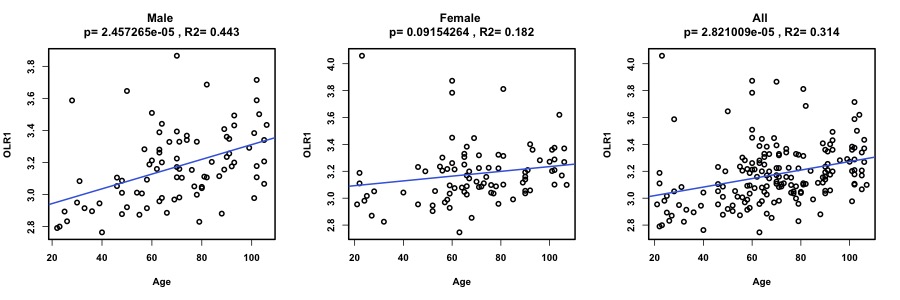 Male
p= 2.457265e-05 , R2= 0.443
OLR1
3.8
3.6
3.4
3.2
3.0
2.8
20 40 60 80 100
Age
Female
p= 0.09154264 , R2= 0.182
OLR1
4.0
3.8
3.6
3.4
3.2
3.0
2.8
20 40 60 80 100
Age
All
p= 2.821009e-05 , R2= 0.314
OLR1
4.0
3.8
3.6
3.4
3.2
3.0
2.8
20 40 60 80 100
Age